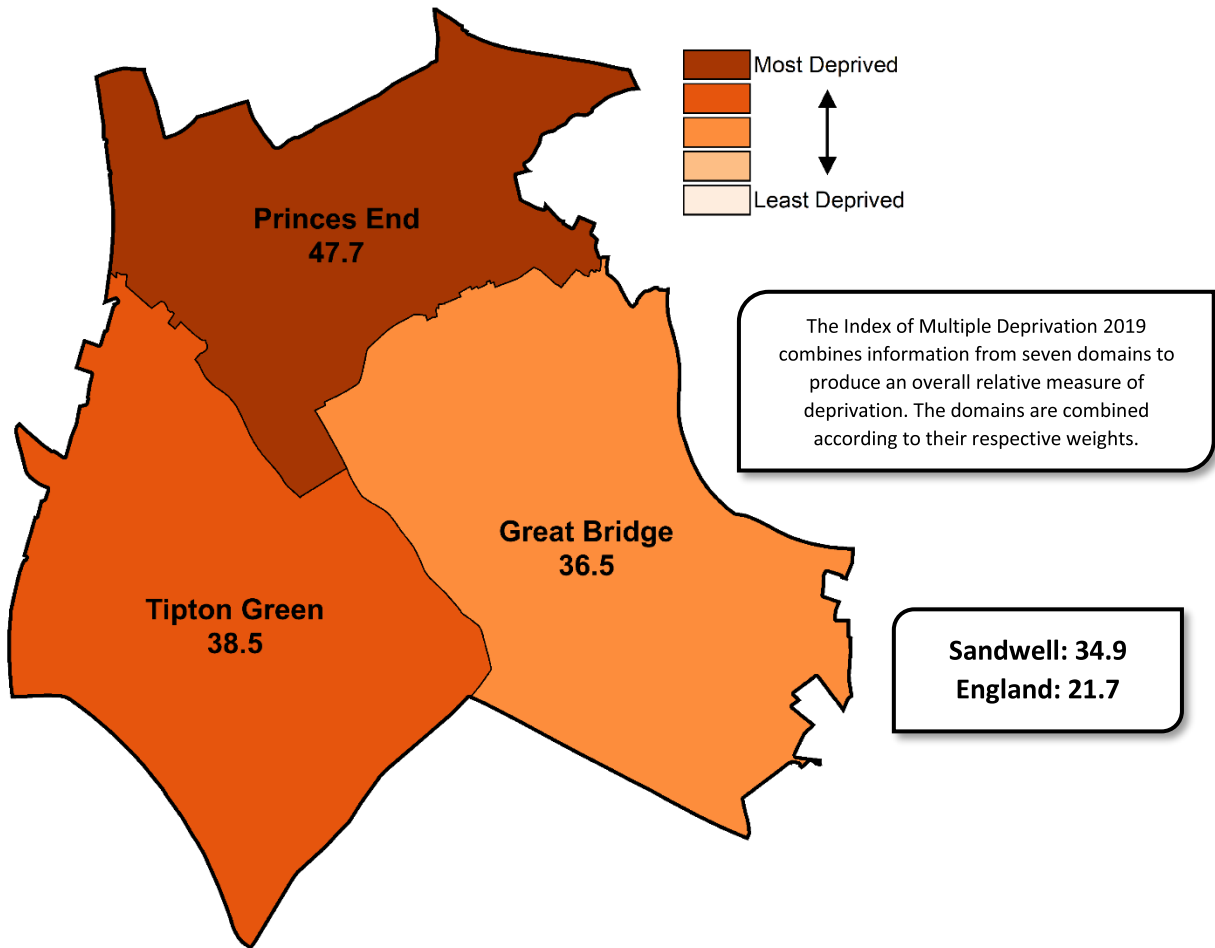 Most Deprived
Least Deprived
Princes End
47.7
The Index of Multiple Deprivation 2019
combines information from seven domains to
produce an overall relative measure of
deprivation. The domains are combined
according to their respective weights.
Great Bridge
36.5
Tipton Green
38.5
Sandwell: 34.9
England: 21.7